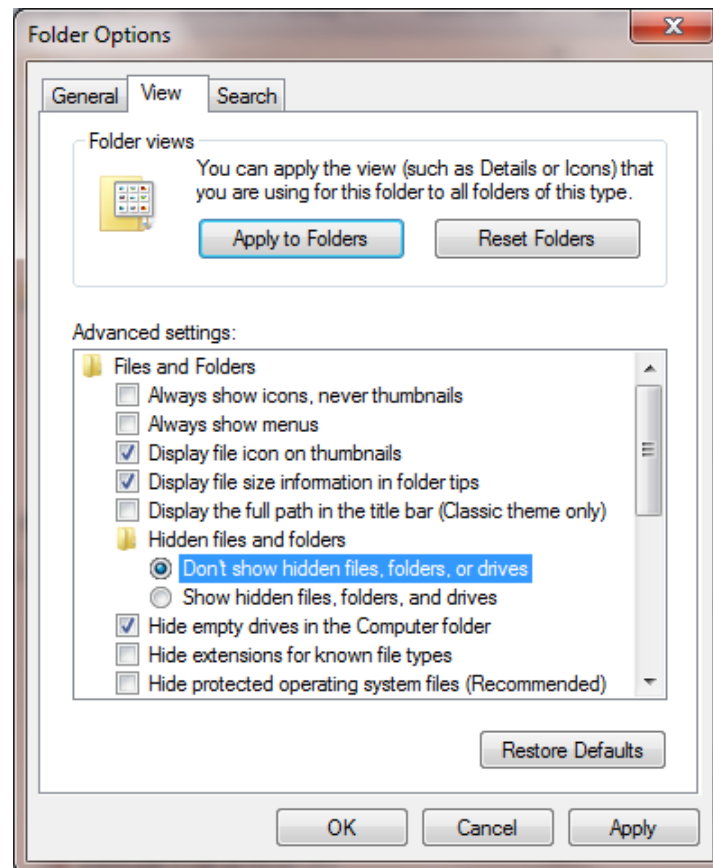 Folder Options
General View Search
Folder views
You can apply the view (such as Details or Icons) that
you are using for this folder to all folders of this type.
Apply to Folders Reset Folders
Advanced settings:
Files and Folders
Always show icons, never thumbnails
Always show menus
Display file icon on thumbnails
Display file size information in folder tips
Display the full path in the title bar (Classic theme only)
Hidden files and folders
Don't show hidden files, folders, or drives
Show hidden files, folders, and drives
Hide empty drives in the Computer folder
Hide extensions for known file types
Hide protected operating system files (Recommended)
Restore Defaults
OK Cancel Apply